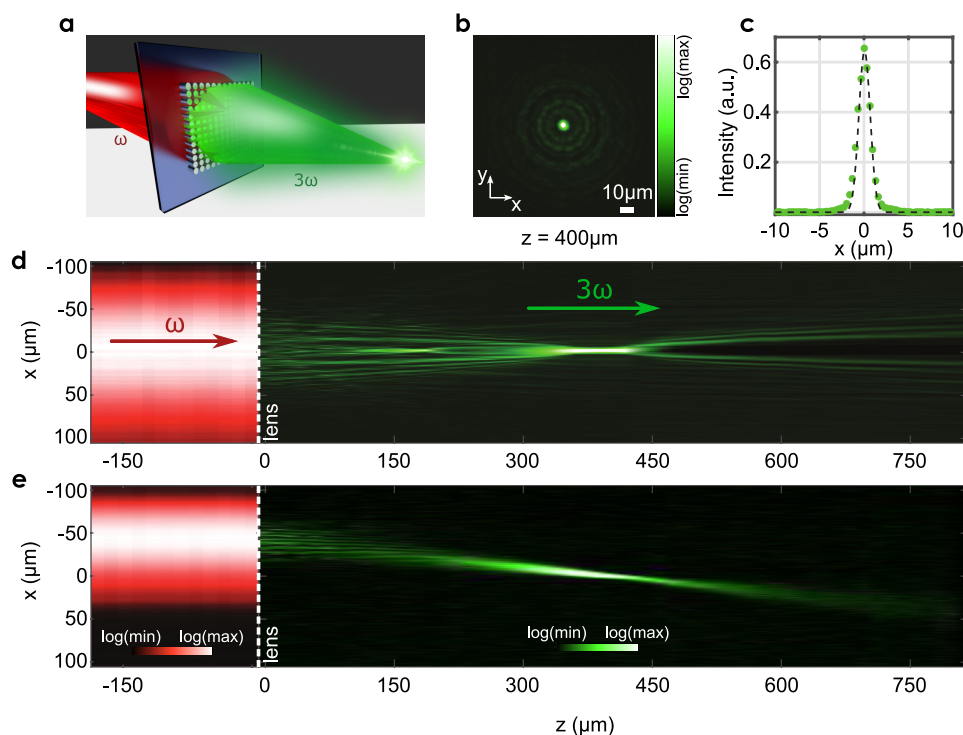 a
ω
3ω
b
log(max)
log(min)
y
x
10μm
z = 400μm
c
Intensity (a.u.)
0.6
0.4
0.2
-10
-5
0
5
10
x (μm)
d
x (μm)
-100
-50
0
50
100
ω
3ω
lens
-150
0
150
300
450
600
750
e
x (μm)
-100
-50
0
50
100
log(min)
log(max)
lens
log(min)
log(max)
-150
0
150
300
450
600
750
z (μm)